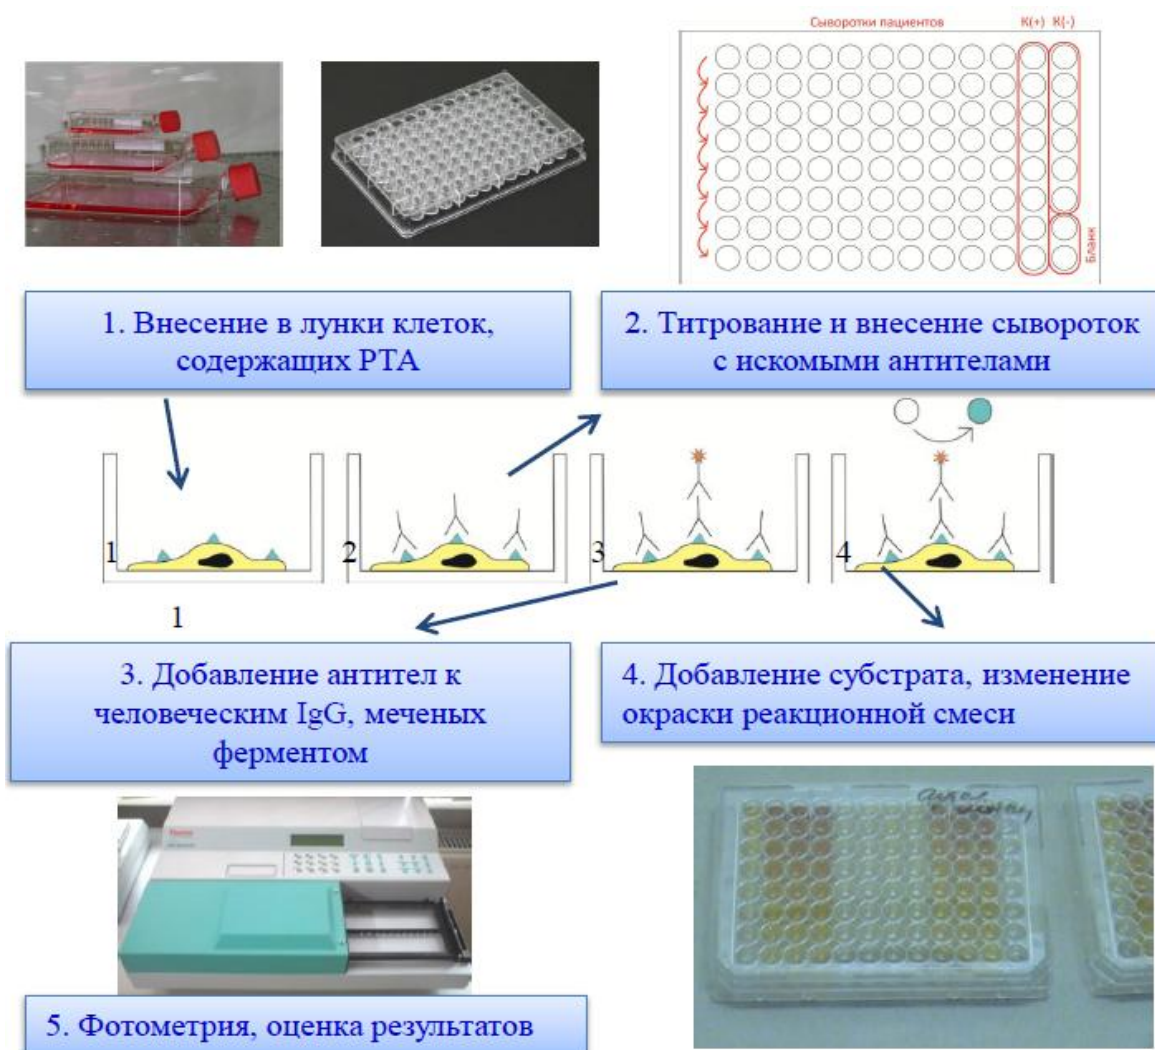 Сыворотки пациентов K(+) K(-)
Бланк
1. Внесение в лунки клеток,
содержащих РТА
2. Титрование и внесение сывороток
с искомыми антителами
1
2
3
4
1
3. Добавление антител к
человеческим IgG, меченых
ферментом
4. Добавление субстрата, изменение
окраски реакционной смеси
5. Фотометрия, оценка результатов